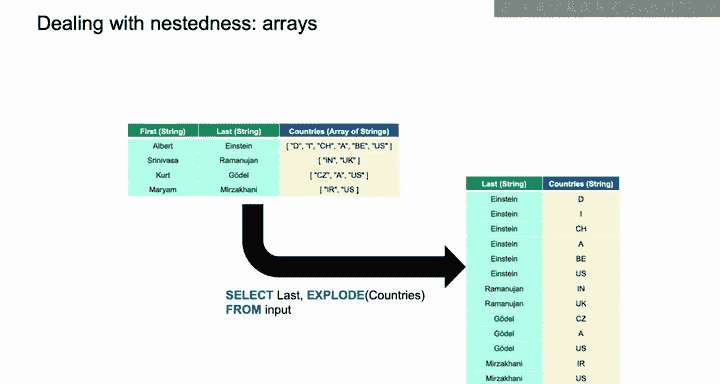 Dealing with nestedness: arrays
First (String) Last (String) Countries (Array of Strings)
Albert Einstein [ "D", "I", "CH", "A", "BE", "US" ]
Srinivasa Ramanujan [ "IN", "UK" ]
Kurt Gödel [ "CZ", "A", "US" ]
Maryam Mirzakhani [ "IR", "US ]
SELECT Last, EXPLODE(Countries)
FROM input
Last (String) Countries (String)
Einstein D
Einstein I
Einstein CH
Einstein A
Einstein BE
Einstein US
Ramanujan IN
Ramanujan UK
Gödel CZ
Gödel A
Gödel US
Mirzakhani IR
Mirzakhani US